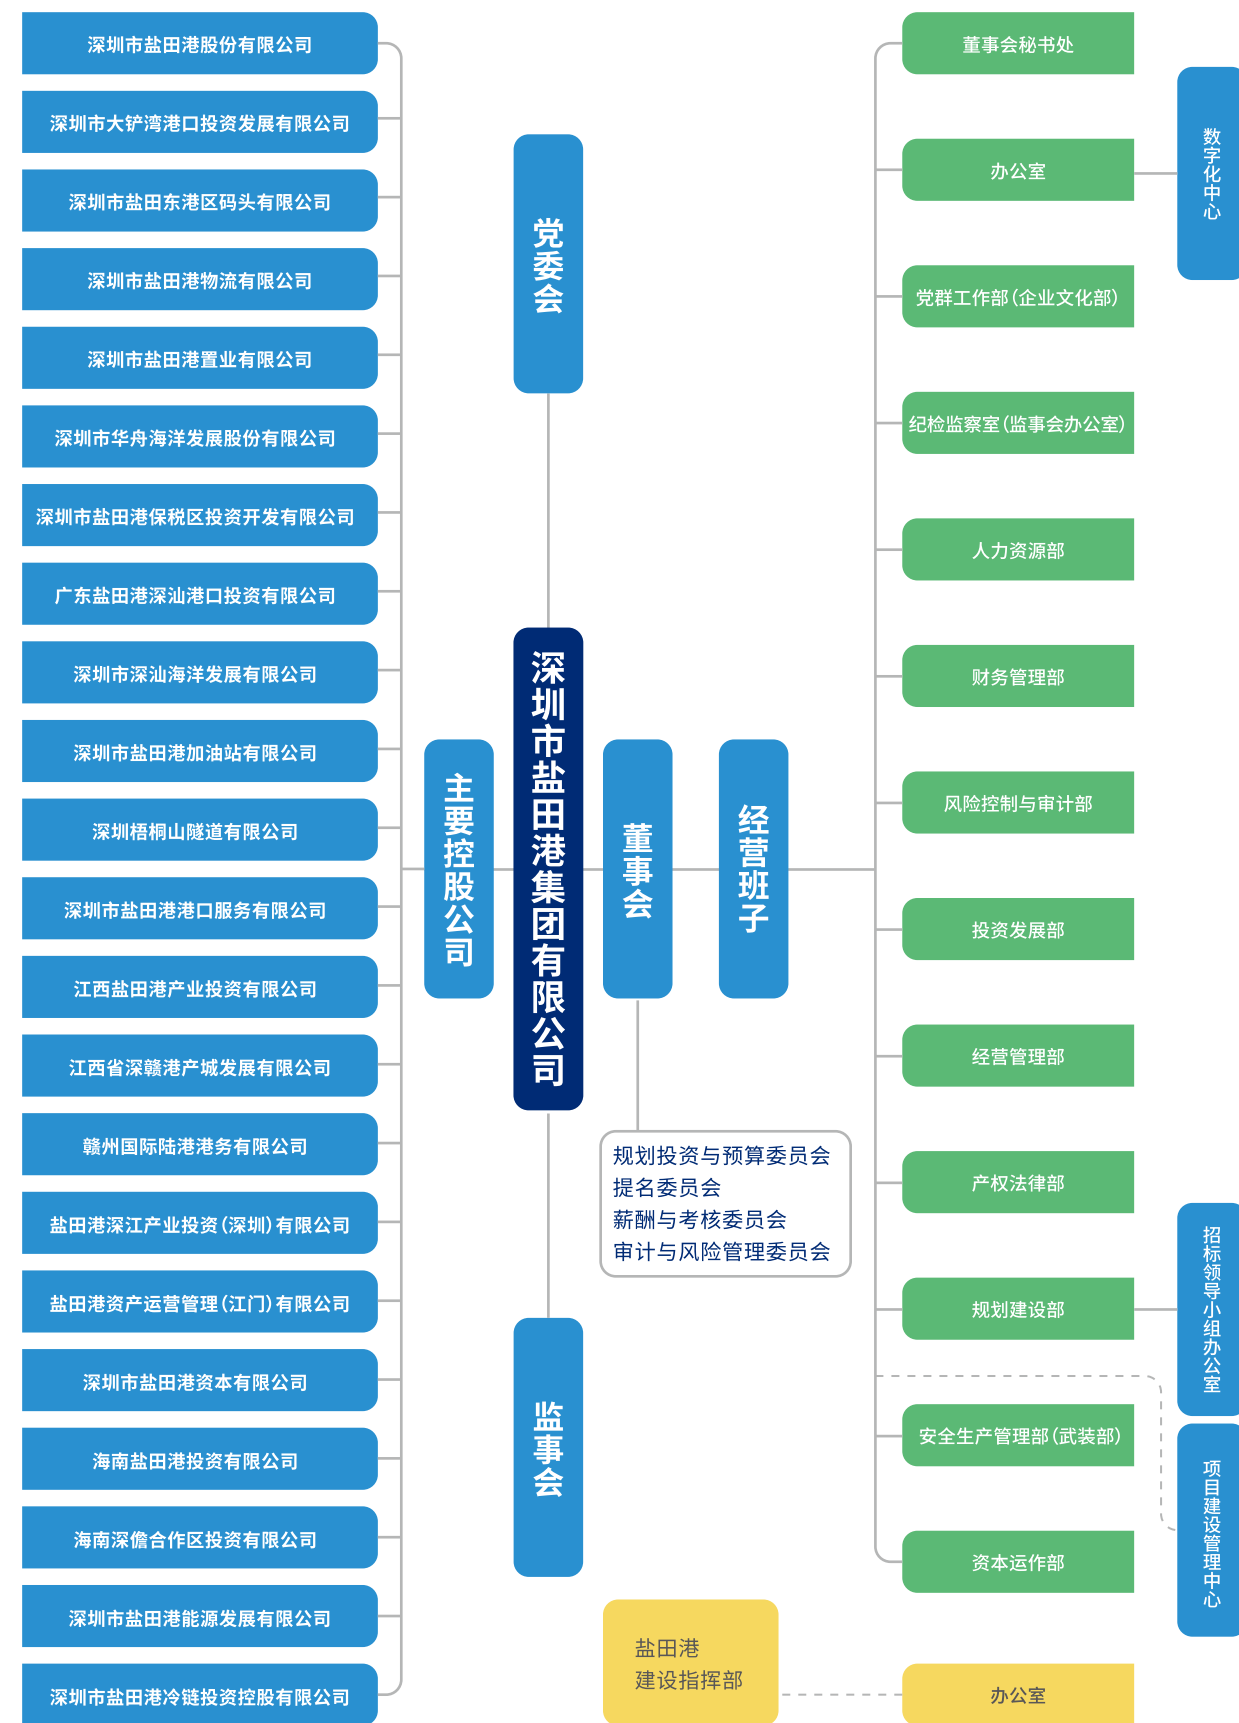 深圳市盐田港股份有限公司
深圳市大铲湾港口投资发展有限公司
深圳市盐田东港区码头有限公司
深圳市盐田港物流有限公司
深圳市盐田港置业有限公司
深圳市华舟海洋发展股份有限公司
深圳市盐田港保税区投资开发有限公司
广东盐田港深汕港口投资有限公司
深圳市深汕海洋发展有限公司
深圳市盐田港加油站有限公司
深圳梧桐山隧道有限公司
深圳市盐田港港口服务有限公司
江西盐田港产业投资有限公司
江西省深赣港产城发展有限公司
赣州国际陆港港务有限公司
盐田港深江产业投资（深圳）有限公司
盐田港资产运营管理（江门）有限公司
深圳市盐田港资本有限公司
海南盐田港投资有限公司
海南深儋合作区投资有限公司
深圳市盐田港能源发展有限公司
深圳市盐田港冷链投资控股有限公司
主要控股公司
党委会
深圳市盐田港集团有限公司
监事会
董事会
经营班子
规划投资与预算委员会
提名委员会
薪酬与考核委员会
审计与风险管理委员会
盐田港
建设指挥部
董事会秘书处
办公室
党群工作部（企业文化部）
纪检监察室（监事会办公室）
人力资源部
财务管理部
风险控制与审计部
投资发展部
经营管理部
产权法律部
规划建设部
安全生产管理部（武装部）
资本运作部
办公室
数字化中心
招标领导小组办公室
项目建设管理中心